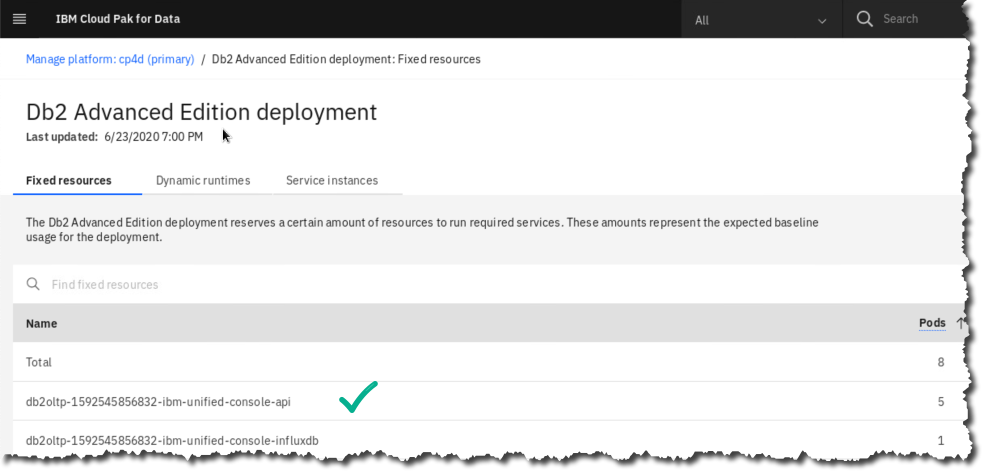 IBM Cloud Pak for Data
All
Search
Manage platform: cp4d (primary) / Db2 Advanced Edition deployment: Fixed resources
Db2 Advanced Edition deployment
Last updated: 6/23/2020 7:00 PM
Fixed resources Dynamic runtimes Service instances
The Db2 Advanced Edition deployment reserves a certain amount of resources to run required services. These amounts represent the expected baseline
usage for the deployment.
Find fixed resources
Name Pods
Total 8
db2oltp-1592545856832-ibm-unified-console-api 5
db2oltp-1592545856832-ibm-unified-console-influxdb 1